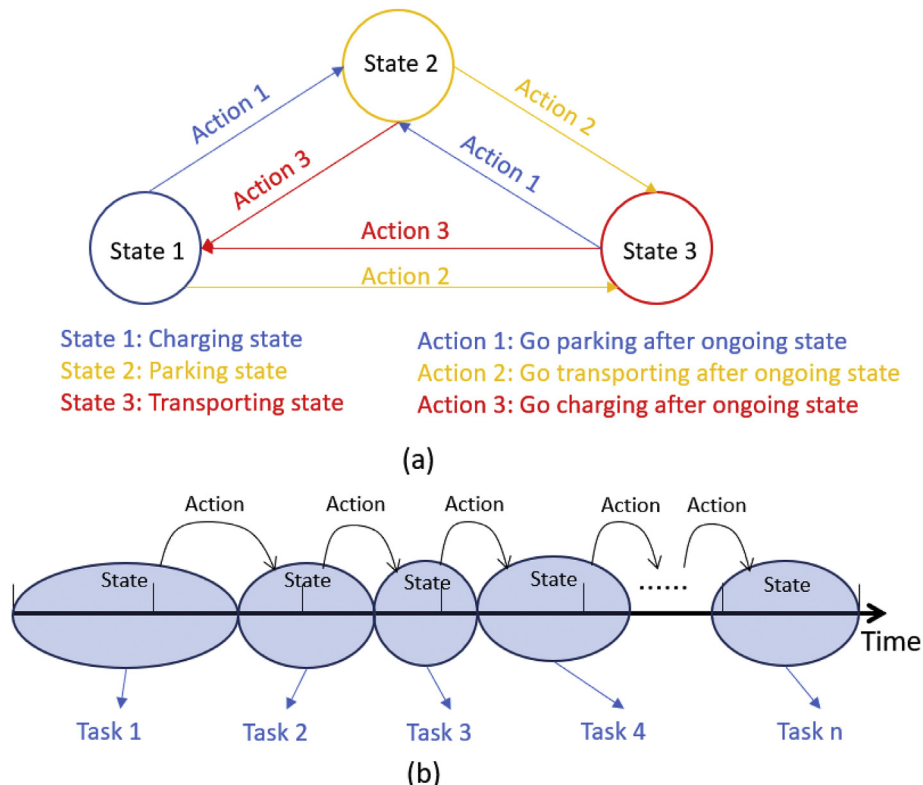 State 2
Action 1
Action 2
Action 3
Action 1
State 1
Action 3
State 3
Action 2
State 1: Charging state
State 2: Parking state
State 3: Transporting state
Action 1: Go parking after ongoing state
Action 2: Go transporting after ongoing state
Action 3: Go charging after ongoing state
(a)
Action Action Action Action Action
State State State State ...... State
Time
Task 1 Task 2 Task 3 Task 4 Task n
(b)